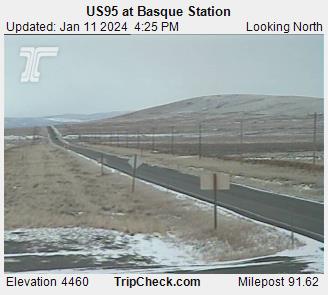 US95 at Basque Station
Updated: Jan 11 2024 4:25 PM Looking North
Elevation 4460 TripCheck.com Milepost 91.62